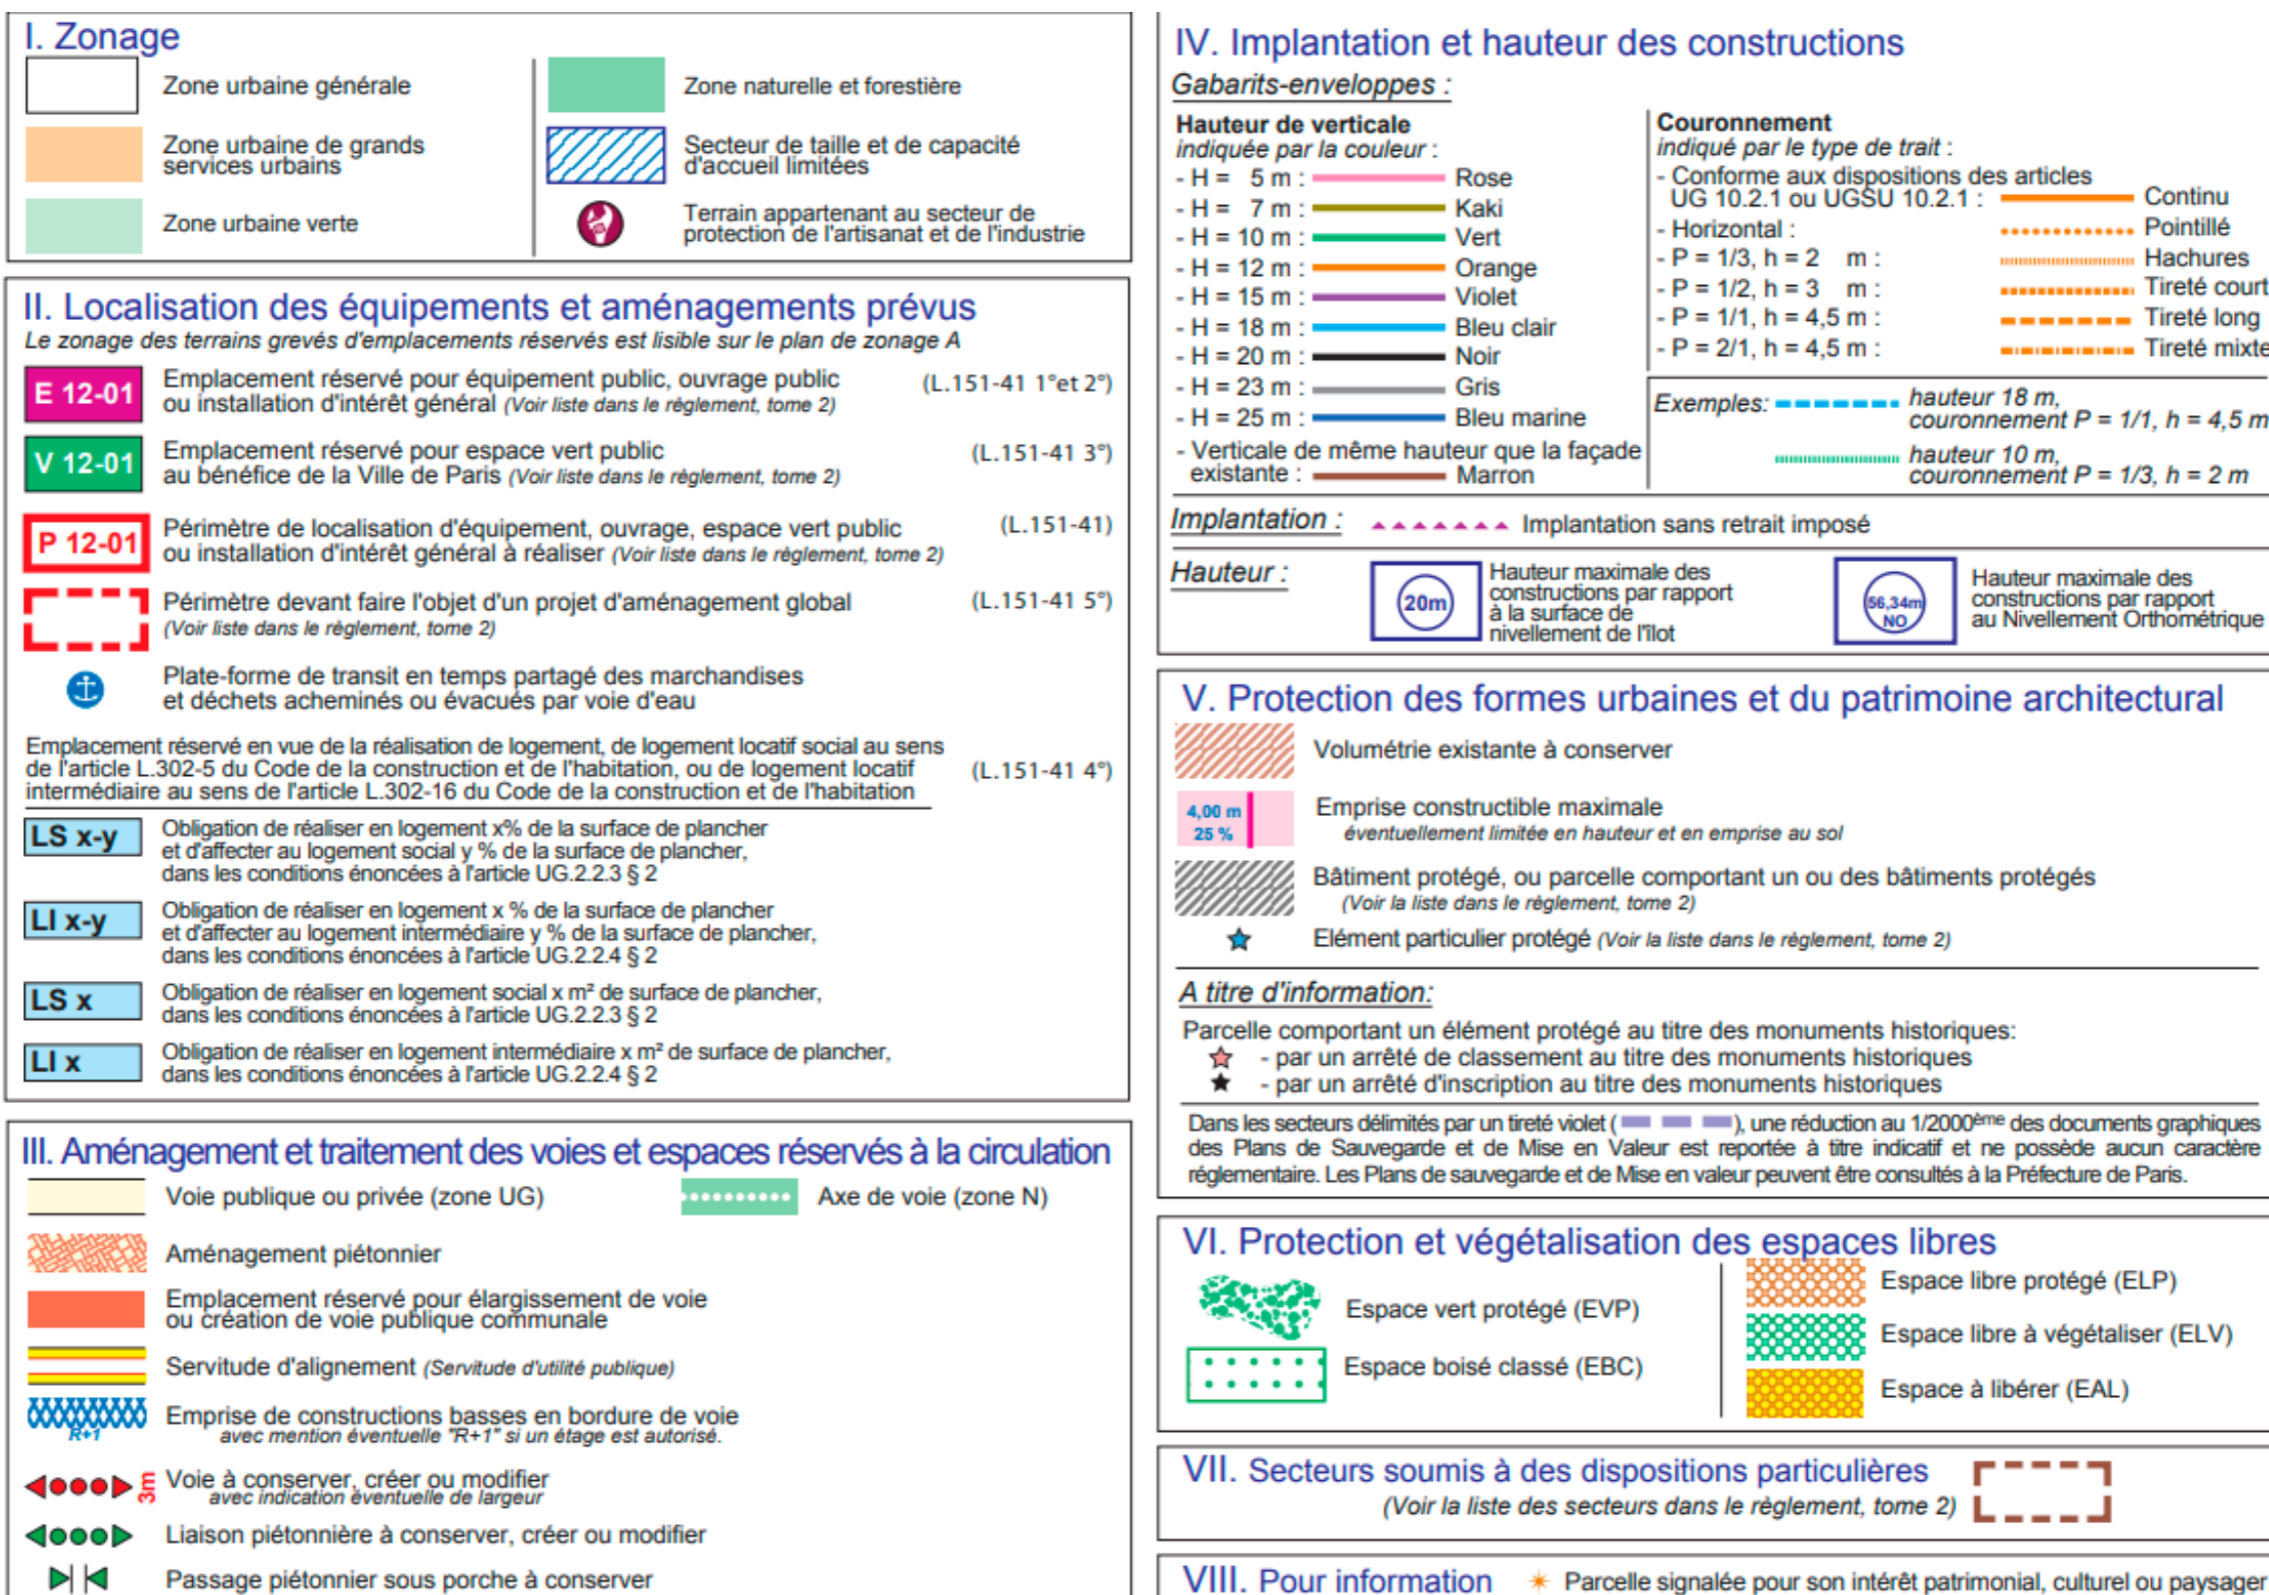 I. Zonage
Zone urbaine générale
Zone urbaine de grands
services urbains
Zone urbaine verte
Zone naturelle et forestière
Secteur de taille et de capacité
d'accueil limitées
Terrain appartenant au secteur de
protection de l'artisanat et de l'industrie
II. Localisation des équipements et aménagements prévus
Le zonage des terrains grevés d'emplacements réservés est lisible sur le plan de zonage A
E 12-01
Emplacement réservé pour équipement public, ouvrage public (L.151-41 1°et 2°)
ou installation d'intérêt général (Voir liste dans le règlement, tome 2)
V 12-01
Emplacement réservé pour espace vert public (L.151-41 3°)
au bénéfice de la Ville de Paris (Voir liste dans le règlement, tome 2)
P 12-01
Périmètre de localisation d'équipement, ouvrage, espace vert public (L.151-41)
ou installation d'intérêt général à réaliser (Voir liste dans le règlement, tome 2)
Périmètre devant faire l'objet d'un projet d'aménagement global (L.151-41 5°)
(Voir liste dans le règlement, tome 2)
Plate-forme de transit en temps partagé des marchandises
et déchets acheminés ou évacués par voie d'eau
Emplacement réservé en vue de la réalisation de logement, de logement locatif social au sens
de l'article L.302-5 du Code de la construction et de l'habitation, ou de logement locatif (L.151-41 4°)
intermédiaire au sens de l'article L.302-16 du Code de la construction et de l'habitation
LS x-y
Obligation de réaliser en logement x% de la surface de plancher
et d'affecter au logement social y % de la surface de plancher,
dans les conditions énoncées à l'article UG.2.2.3 § 2
LI x-y
Obligation de réaliser en logement x % de la surface de plancher
et d'affecter au logement intermédiaire y % de la surface de plancher,
dans les conditions énoncées à l'article UG.2.2.4 § 2
LS x
Obligation de réaliser en logement social x m² de surface de plancher,
dans les conditions énoncées à l'article UG.2.2.3 § 2
LI x
Obligation de réaliser en logement intermédiaire x m² de surface de plancher,
dans les conditions énoncées à l'article UG.2.2.4 § 2
III. Aménagement et traitement des voies et espaces réservés à la circulation
Voie publique ou privée (zone UG)
Axe de voie (zone N)
Aménagement piétonnier
Emplacement réservé pour élargissement de voie
ou création de voie publique communale
Servitude d'alignement (Servitude d'utilité publique)
R+1
Emprise de constructions basses en bordure de voie
avec mention éventuelle "R+1" si un étage est autorisé.
3m
Voie à conserver, créer ou modifier
avec indication éventuelle de largeur
Liaison piétonnière à conserver, créer ou modifier
Passage piétonnier sous porche à conserver
IV. Implantation et hauteur des constructions
Gabarits-enveloppes :
Hauteur de verticale
indiquée par la couleur :
- H = 5 m : Rose
- H = 7 m : Kaki
- H = 10 m : Vert
- H = 12 m : Orange
- H = 15 m : Violet
- H = 18 m : Bleu clair
- H = 20 m : Noir
- H = 23 m : Gris
- H = 25 m : Bleu marine
- Verticale de même hauteur que la façade
existante : Marron
Couronnement
indiqué par le type de trait :
- Conforme aux dispositions des articles
UG 10.2.1 ou UGSU 10.2.1 : Continu
- Horizontal : Pointillé
- P = 1/3, h = 2 m : Hachures
- P = 1/2, h = 3 m : Tireté court
- P = 1/1, h = 4,5 m : Tireté long
- P = 2/1, h = 4,5 m : Tireté mixte
Exemples: hauteur 18 m,
couronnement P = 1/1, h = 4,5 m
hauteur 10 m,
couronnement P = 1/3, h = 2 m
Implantation : Implantation sans retrait imposé
Hauteur :
20m
Hauteur maximale des
constructions par rapport
à la surface de
nivellement de l'îlot
56,34m
NO
Hauteur maximale des
constructions par rapport
au Nivellement Orthométrique
V. Protection des formes urbaines et du patrimoine architectural
Volumétrie existante à conserver
4,00 m
25 %
Emprise constructible maximale
éventuellement limitée en hauteur et en emprise au sol
Bâtiment protégé, ou parcelle comportant un ou des bâtiments protégés
(Voir la liste dans le règlement, tome 2)
Elément particulier protégé (Voir la liste dans le règlement, tome 2)
A titre d'information:
Parcelle comportant un élément protégé au titre des monuments historiques:
- par un arrêté de classement au titre des monuments historiques
- par un arrêté d'inscription au titre des monuments historiques
Dans les secteurs délimités par un tireté violet ( ), une réduction au 1/2000ème des documents graphiques
des Plans de Sauvegarde et de Mise en Valeur est reportée à titre indicatif et ne possède aucun caractère
réglementaire. Les Plans de sauvegarde et de Mise en valeur peuvent être consultés à la Préfecture de Paris.
VI. Protection et végétalisation des espaces libres
Espace vert protégé (EVP)
Espace boisé classé (EBC)
Espace libre protégé (ELP)
Espace libre à végétaliser (ELV)
Espace à libérer (EAL)
VII. Secteurs soumis à des dispositions particulières
(Voir la liste des secteurs dans le règlement, tome 2)
VIII. Pour information
Parcelle signalée pour son intérêt patrimonial, culturel ou paysager